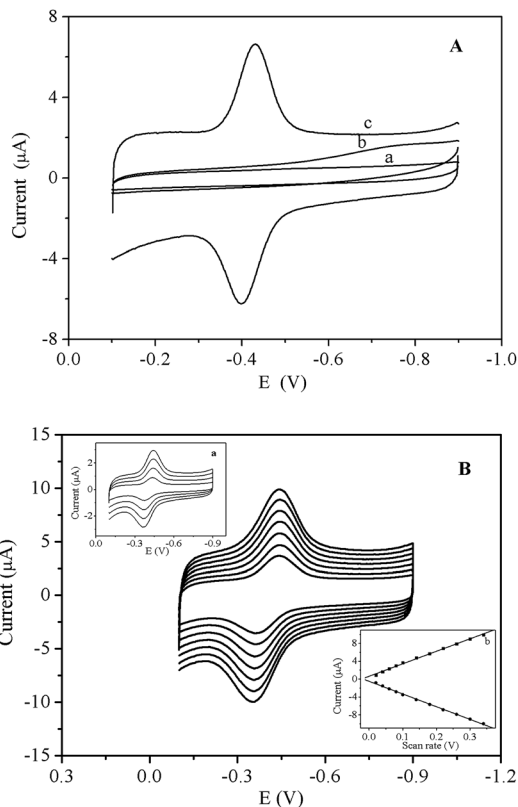 8
A
c
4
b
a
0
Current (μA)
-4
-8
0.0 -0.2 -0.4 -0.6 -0.8 -1.0
E (V)
15
B
a
2
0
-2
Current (μA)
0.0 -0.3 -0.6 -0.9
E (V)
10
5
0
Current (μA)
-5
-10
-15
b
8
4
0
-4
-8
Current (μA)
0.0 0.1 0.2 0.3
Scan rate (V)
0.3 0.0 -0.3 -0.6 -0.9 -1.2
E (V)